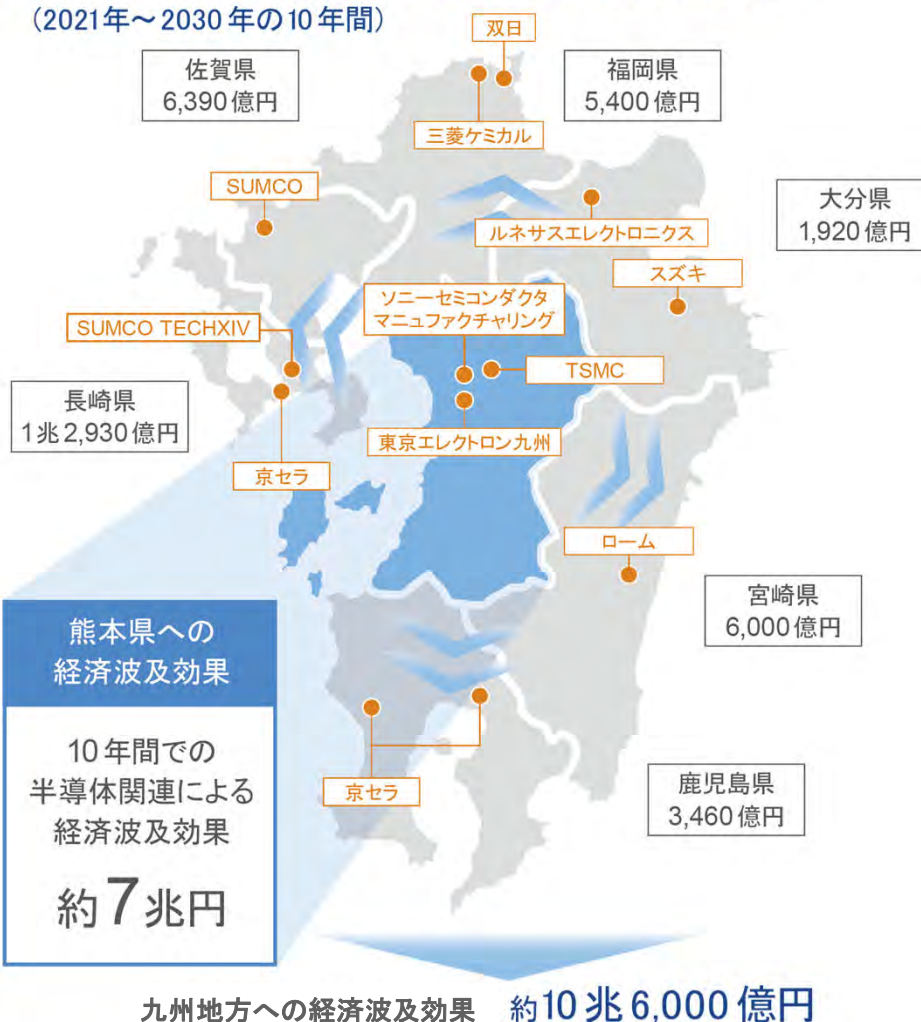 (2021年～2030年の10年間)
双日
佐賀県
6,390億円
福岡県
5,400億円
三菱ケミカル
SUMCO
大分県
1,920億円
ルネサスエレクトロニクス
スズキ
ソニーセミコンダクタ
マニュファクチャリング
SUMCO TECHXIV
TSMC
長崎県
1兆2,930億円
東京エレクトロン九州
京セラ
ローム
宮崎県
6,000億円
熊本県への
経済波及効果
10年間での
半導体関連による
経済波及効果
約7兆円
京セラ
鹿児島県
3,460億円
九州地方への経済波及効果 約10兆6,000億円